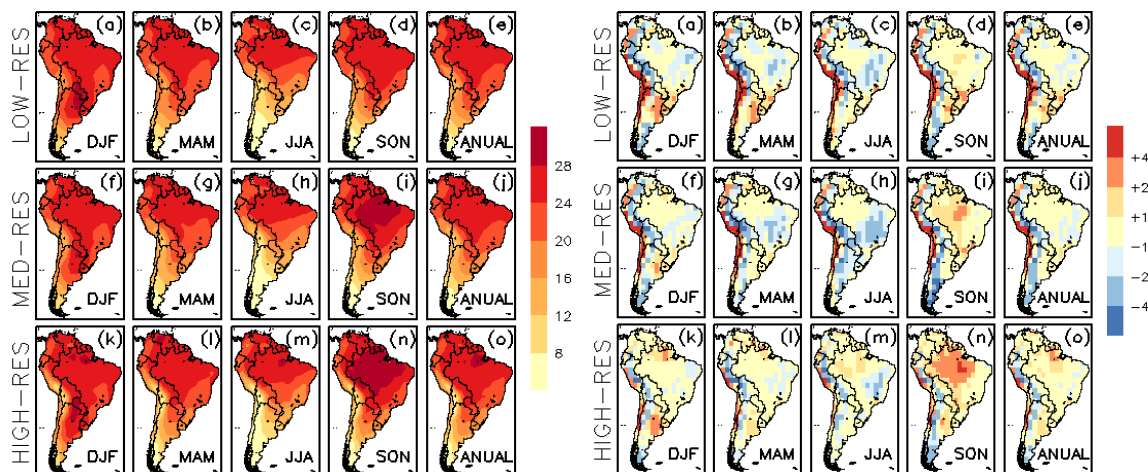 (a) (b) (c) (d) (e)
LOW-RES
DJF MAM JJA SON ANUAL
(f) (g) (h) (i) (j)
MED-RES
DJF MAM JJA SON ANUAL
(k) (l) (m) (n) (o)
HIGH-RES
DJF MAM JJA SON ANUAL
28
24
20
16
12
8
(a) (b) (c) (d) (e)
LOW-RES
DJF MAM JJA SON ANUAL
(f) (g) (h) (i) (j)
MED-RES
DJF MAM JJA SON ANUAL
(k) (l) (m) (n) (o)
HIGH-RES
DJF MAM JJA SON ANUAL
+4
+2
+1
-1
-2
-4